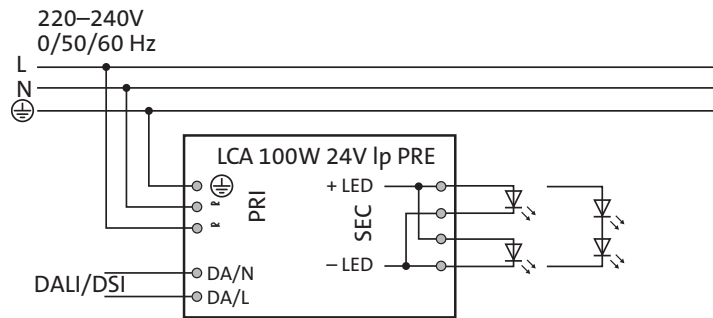 220–240V
0/50/60 Hz
L
N
LCA 100W 24V lp PRE
+ LED
PRI
SEC
– LED
DALI/DSI
DA/N
DA/L